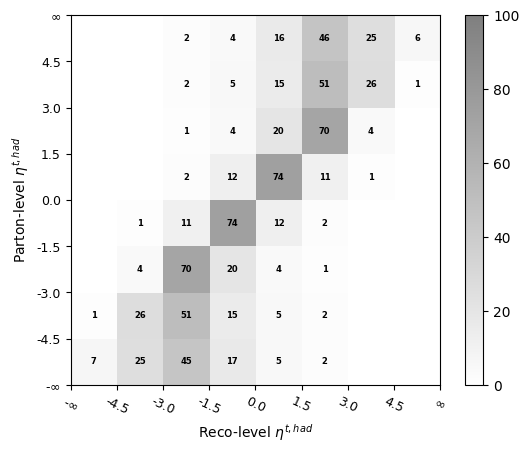 ∞
2 4 16 46 25 6
100
4.5
2 5 15 51 26 1
3.0
80
1 4 20 70 4
1.5
2 12 74 11 1
60
0.0
1 11 74 12 2
40
-1.5
4 70 20 4 1
-3.0
1 26 51 15 5 2
20
-4.5
7 25 45 17 5 2
-∞
0
Parton-level η^{t,had}
-∞ -4.5 -3.0 -1.5 0.0 1.5 3.0 4.5 ∞
Reco-level η^{t,had}